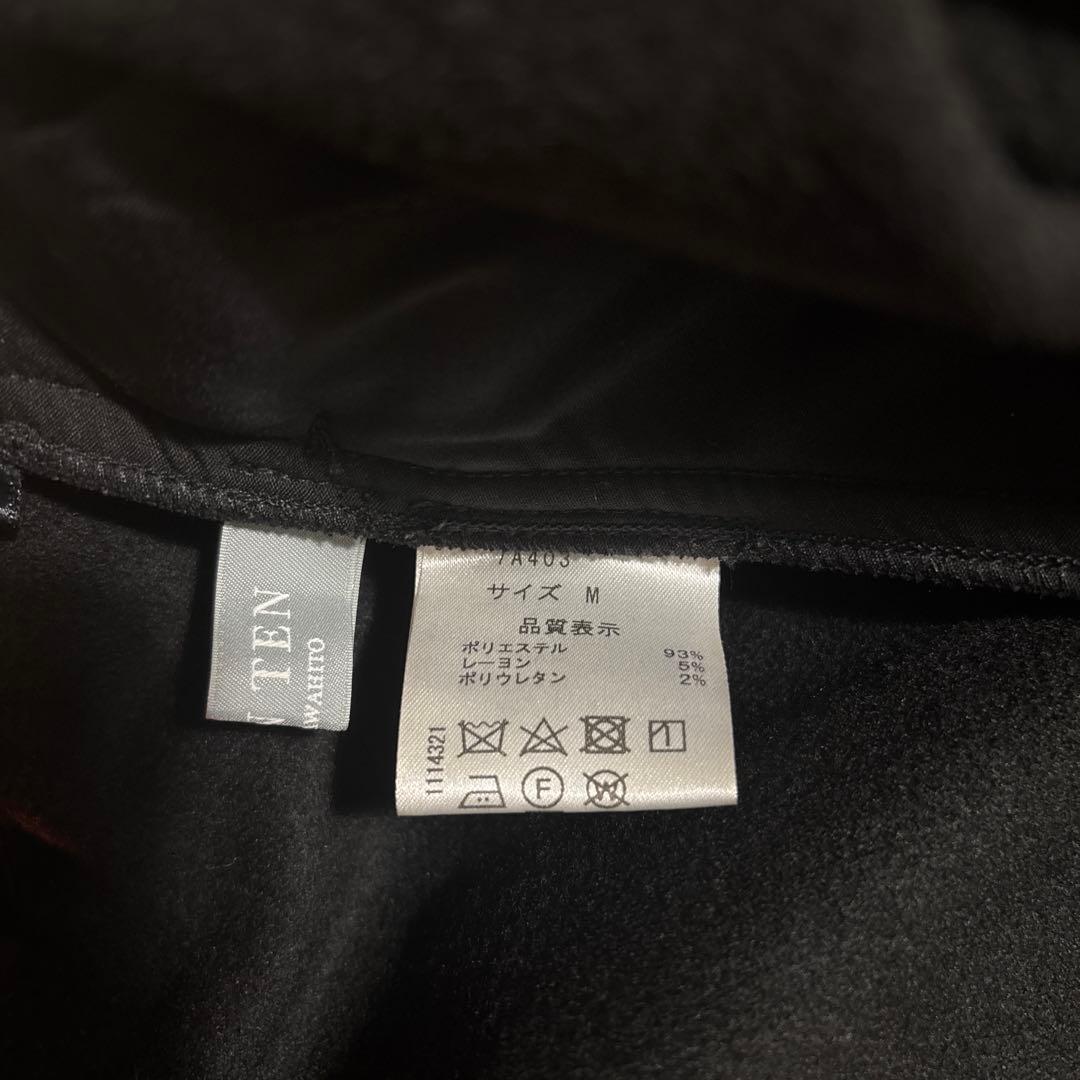 TEN
7A403
サイズ M
品質表示
ポリエステル 93%
レーヨン 5%
ポリウレタン 2%
1114321
1
F
W